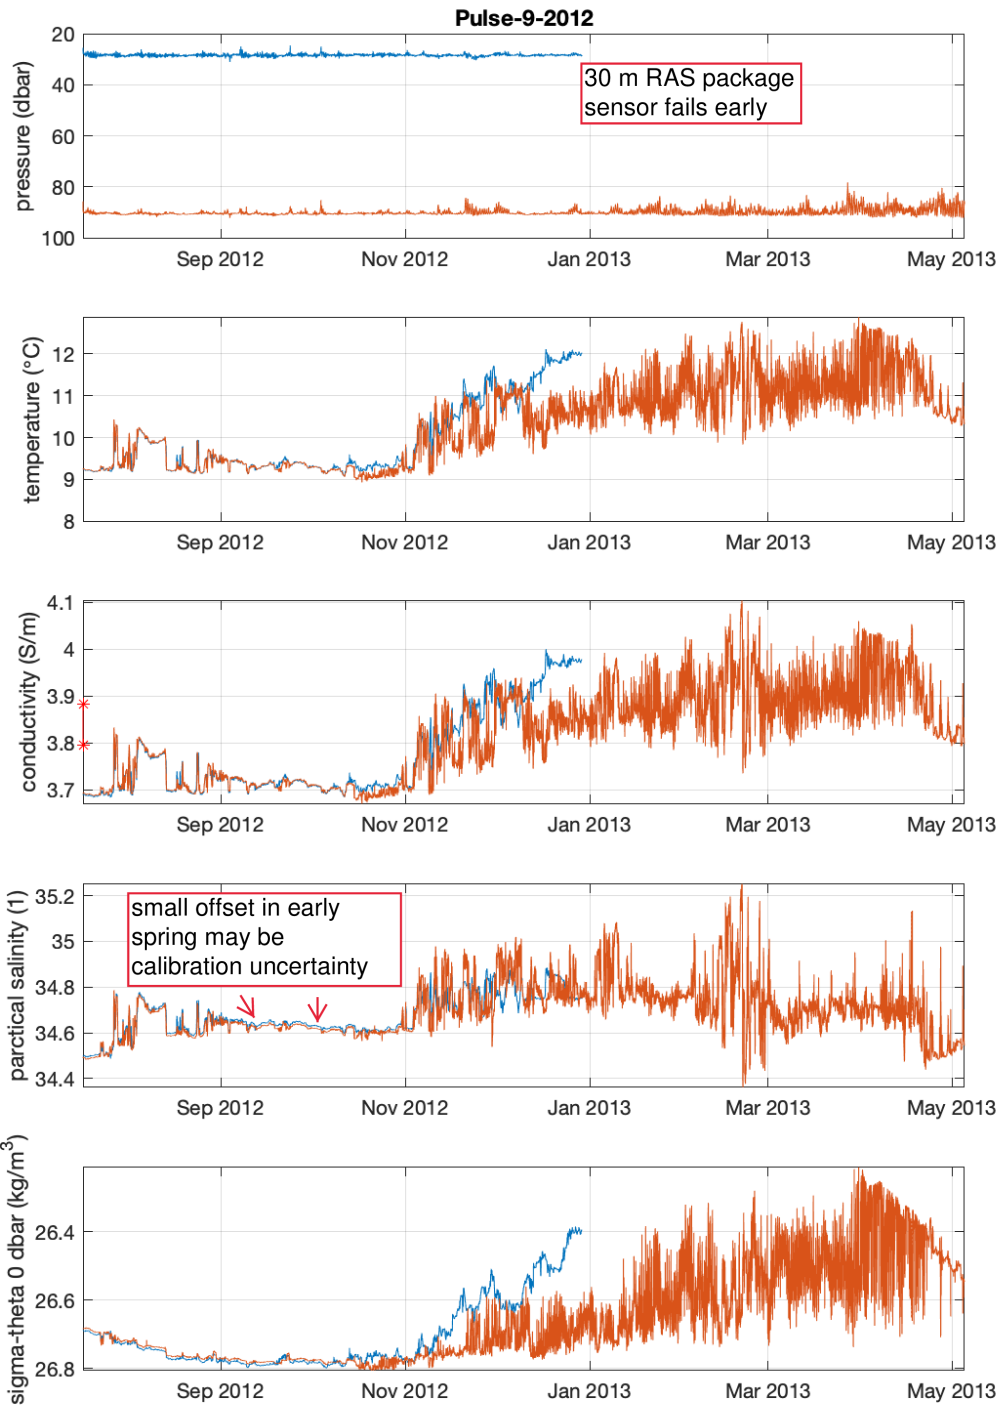 Pulse-9-2012
pressure (dbar)
20
40
60
80
100
30 m RAS package
sensor fails early
Sep 2012 Nov 2012 Jan 2013 Mar 2013 May 2013
temperature (°C)
12
11
10
9
8
Sep 2012 Nov 2012 Jan 2013 Mar 2013 May 2013
conductivity (S/m)
4.1
4
3.9
3.8
3.7
Sep 2012 Nov 2012 Jan 2013 Mar 2013 May 2013
parctical salinity (1)
35.2
35
34.8
34.6
34.4
small offset in early
spring may be
calibration uncertainty
Sep 2012 Nov 2012 Jan 2013 Mar 2013 May 2013
sigma-theta 0 dbar (kg/m³)
26.4
26.6
26.8
Sep 2012 Nov 2012 Jan 2013 Mar 2013 May 2013